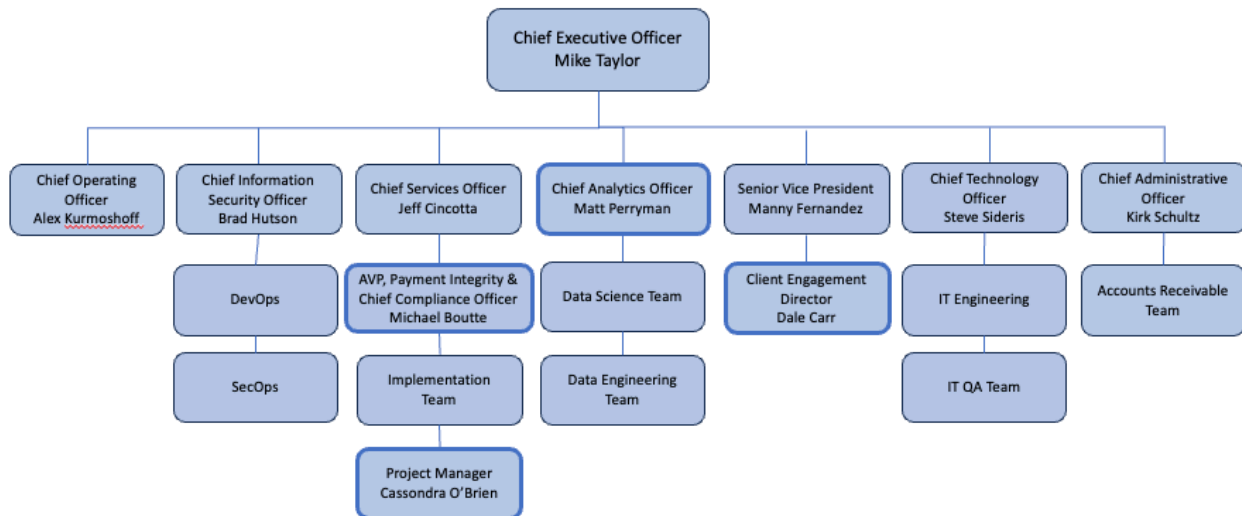 Chief Executive Officer
Mike Taylor
Chief Operating
Officer
Alex Kurmoshoff
Chief Information
Security Officer
Brad Hutson
Chief Services Officer
Jeff Cincotta
Chief Analytics Officer
Matt Perryman
Senior Vice President
Manny Fernandez
Chief Technology
Officer
Steve Sideris
Chief Administrative
Officer
Kirk Schultz
DevOps
AVP, Payment Integrity &
Chief Compliance Officer
Michael Boutte
Data Science Team
Client Engagement
Director
Dale Carr
IT Engineering
Accounts Receivable
Team
SecOps
Implementation
Team
Data Engineering
Team
IT QA Team
Project Manager
Cassondra O’Brien